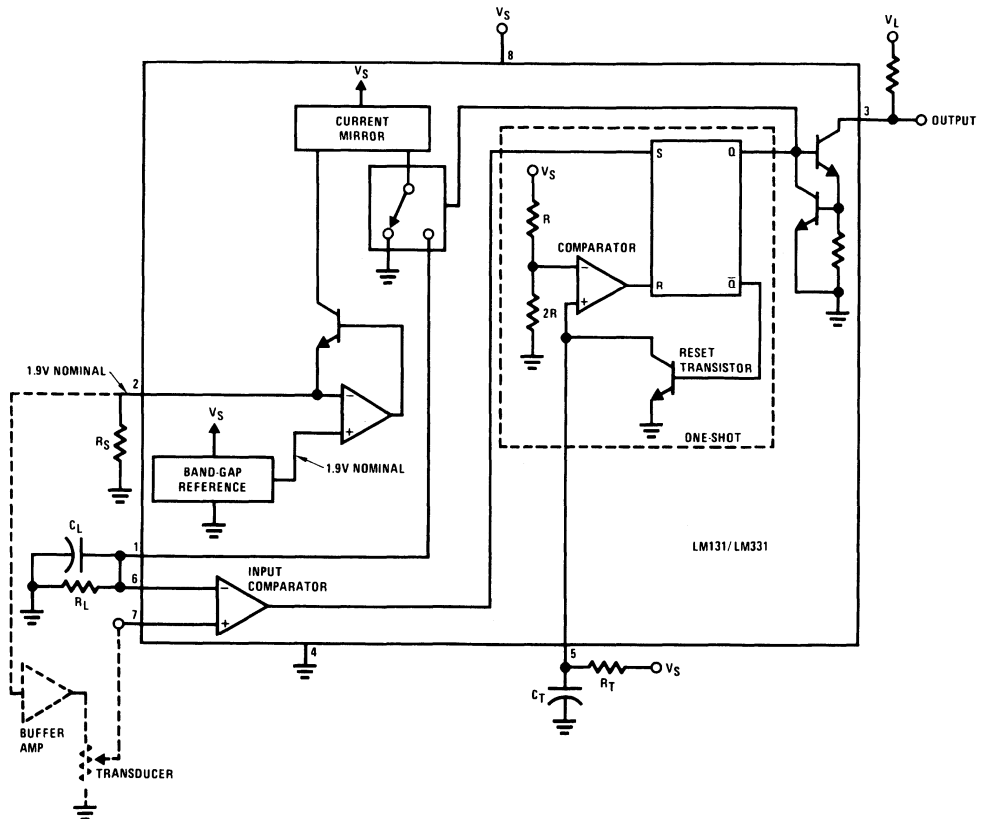 VS
8
VL
VS
CURRENT
MIRROR
3
OUTPUT
S
Q
VS
R
COMPARATOR
−
+
2R
R
Q̅
RESET
TRANSISTOR
ONE-SHOT
1.9V NOMINAL
2
RS
VS
−
+
1.9V NOMINAL
BAND-GAP
REFERENCE
CL
1
LM131/LM331
INPUT
COMPARATOR
6
RL
−
7
+
4
5
RT
VS
CT
BUFFER
AMP
TRANSDUCER